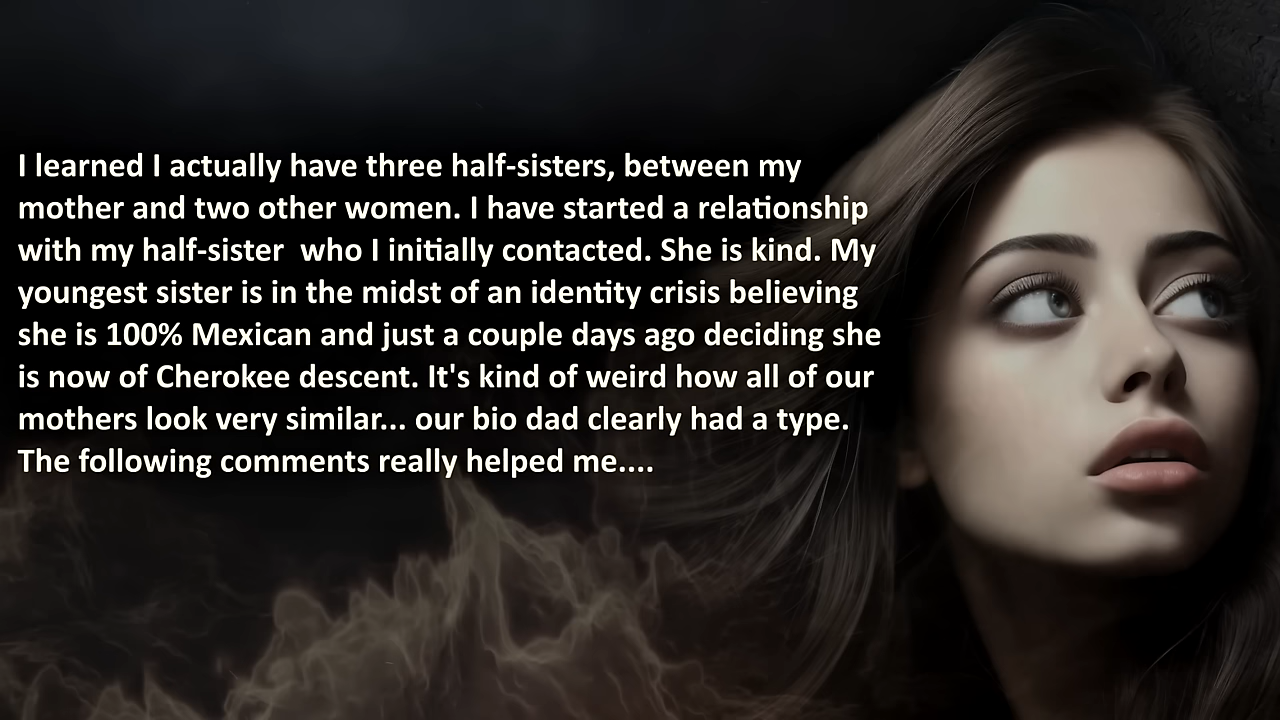 I learned I actually have three half-sisters, between my
mother and two other women. I have started a relationship
with my half-sister  who I initially contacted. She is kind. My
youngest sister is in the midst of an identity crisis believing
she is 100% Mexican and just a couple days ago deciding she
is now of Cherokee descent. It's kind of weird how all of our
mothers look very similar... our bio dad clearly had a type.
The following comments really helped me....